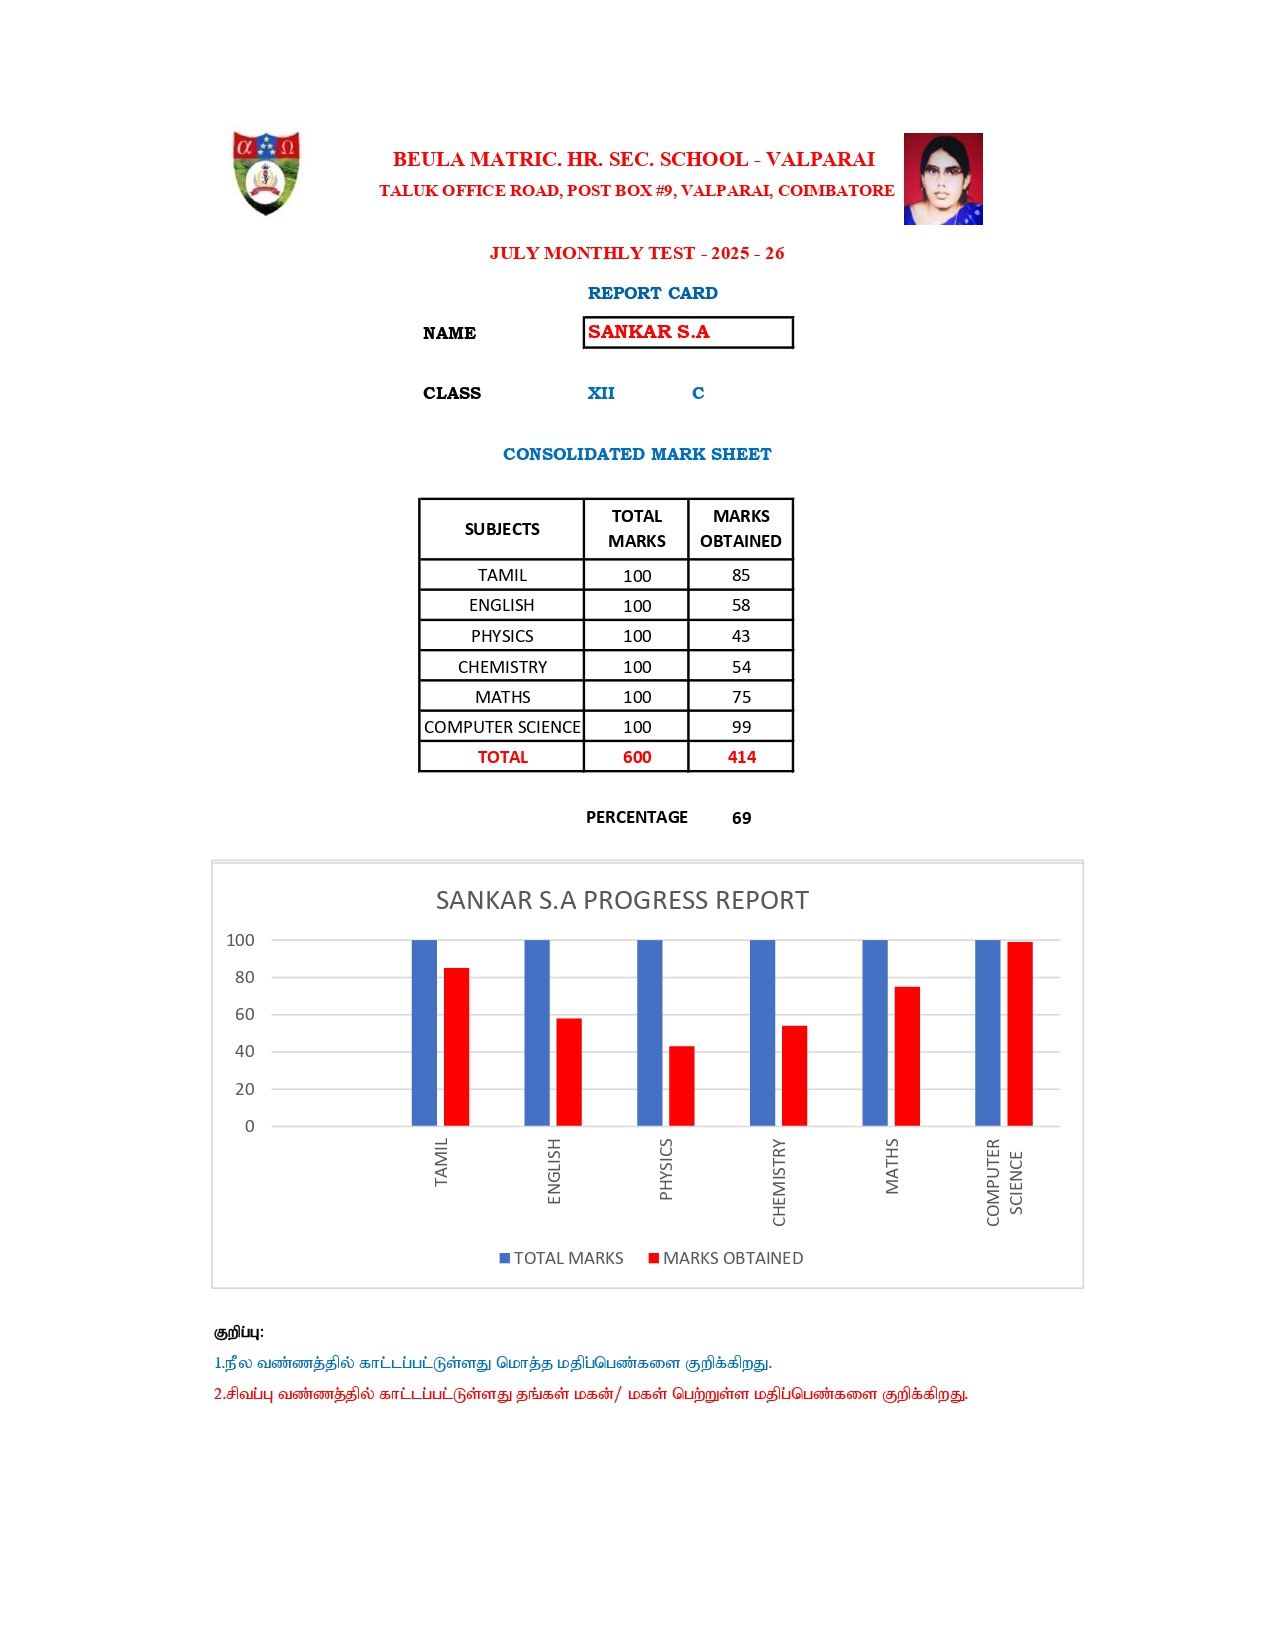 α Ω
BEULA MATRIC. HR. SEC. SCHOOL - VALPARAI
TALUK OFFICE ROAD, POST BOX #9, VALPARAI, COIMBATORE
JULY MONTHLY TEST - 2025 - 26
REPORT CARD
NAME SANKAR S.A
CLASS XII C
CONSOLIDATED MARK SHEET
SUBJECTS TOTAL MARKS MARKS OBTAINED
TAMIL 100 85
ENGLISH 100 58
PHYSICS 100 43
CHEMISTRY 100 54
MATHS 100 75
COMPUTER SCIENCE 100 99
TOTAL 600 414
PERCENTAGE 69
SANKAR S.A PROGRESS REPORT
100
80
60
40
20
0
TAMIL ENGLISH PHYSICS CHEMISTRY MATHS COMPUTER SCIENCE
TOTAL MARKS MARKS OBTAINED
குறிப்பு:
1.நீல வண்ணத்தில் காட்டப்பட்டுள்ளது மொத்த மதிப்பெண்களை குறிக்கிறது.
2.சிவப்பு வண்ணத்தில் காட்டப்பட்டுள்ளது தங்கள் மகன்/ மகள் பெற்றுள்ள மதிப்பெண்களை குறிக்கிறது.